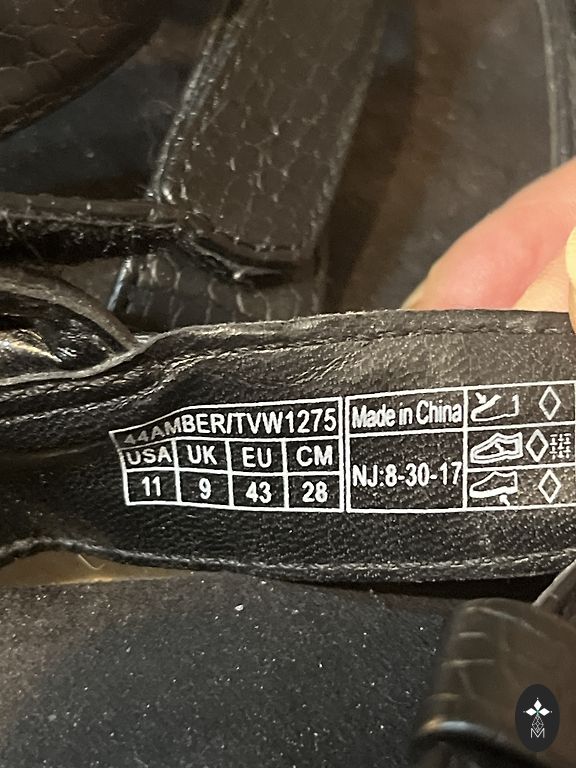 44AMBER/TVW1275
USA UK EU CM
11 9 43 28
Made in China
NJ:8-30-17
M